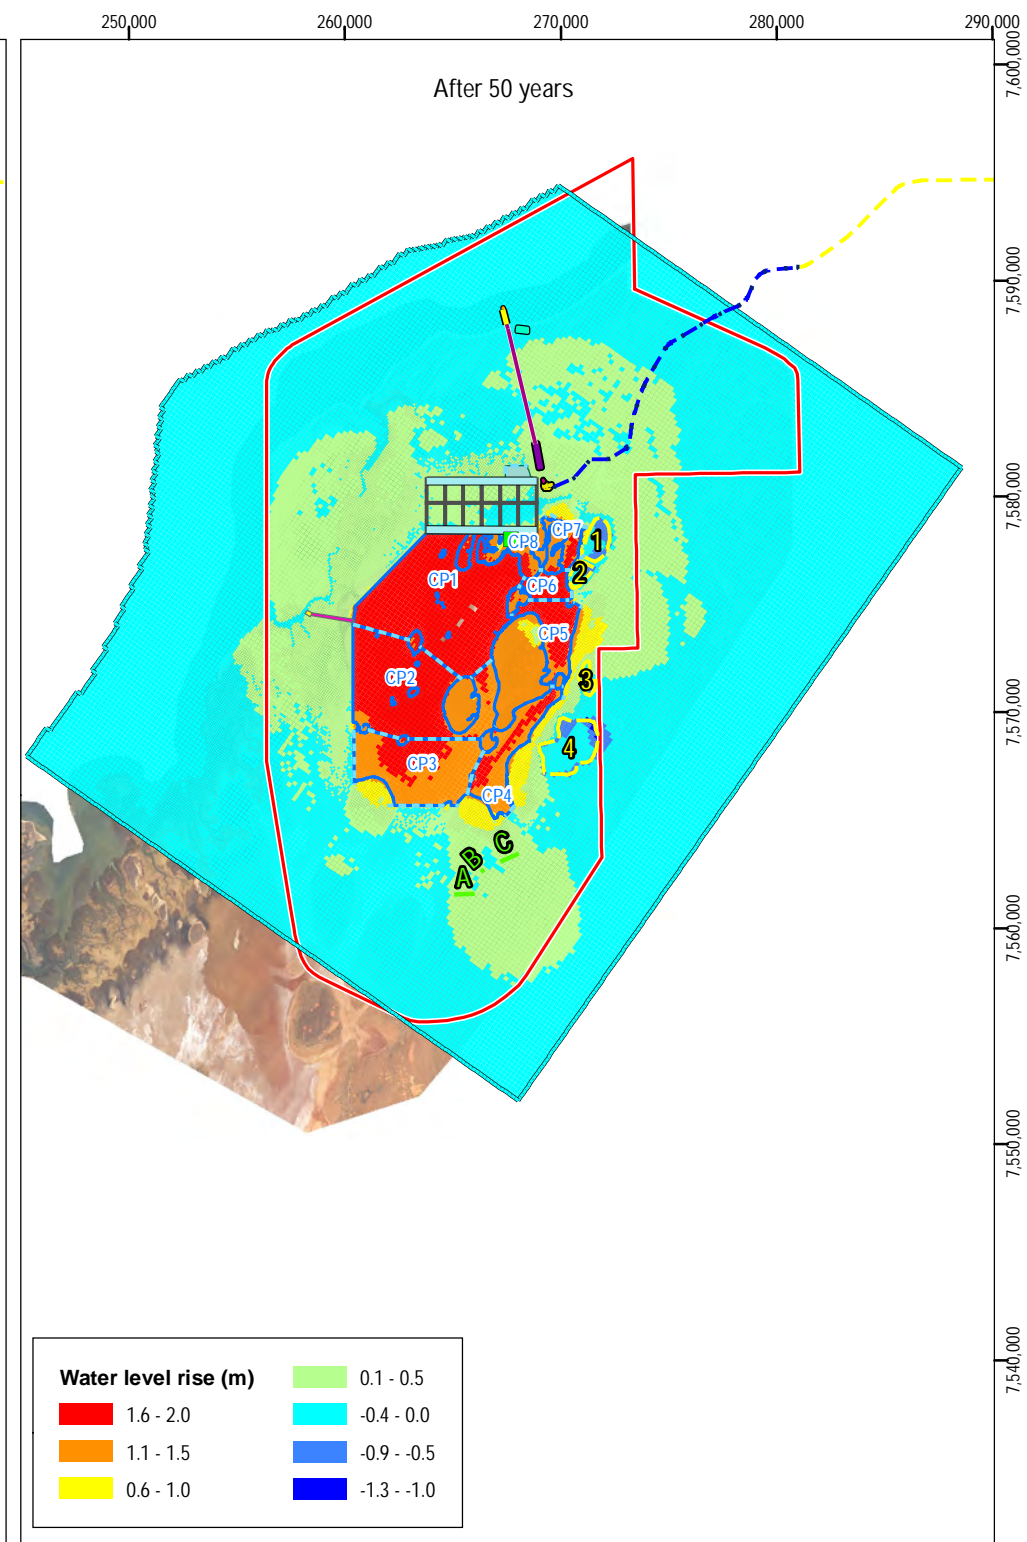 250,000 260,000 270,000 280,000 290,000
After 50 years
7,600,000
7,590,000
7,580,000
7,570,000
7,560,000
7,550,000
7,540,000
CP7
CP8
1
CP1
2
CP6
CP5
CP2
3
4
CP3
CP4
C
B
A
Water level rise (m)
1.6 - 2.0
1.1 - 1.5
0.6 - 1.0
0.1 - 0.5
-0.4 - 0.0
-0.9 - -0.5
-1.3 - -1.0